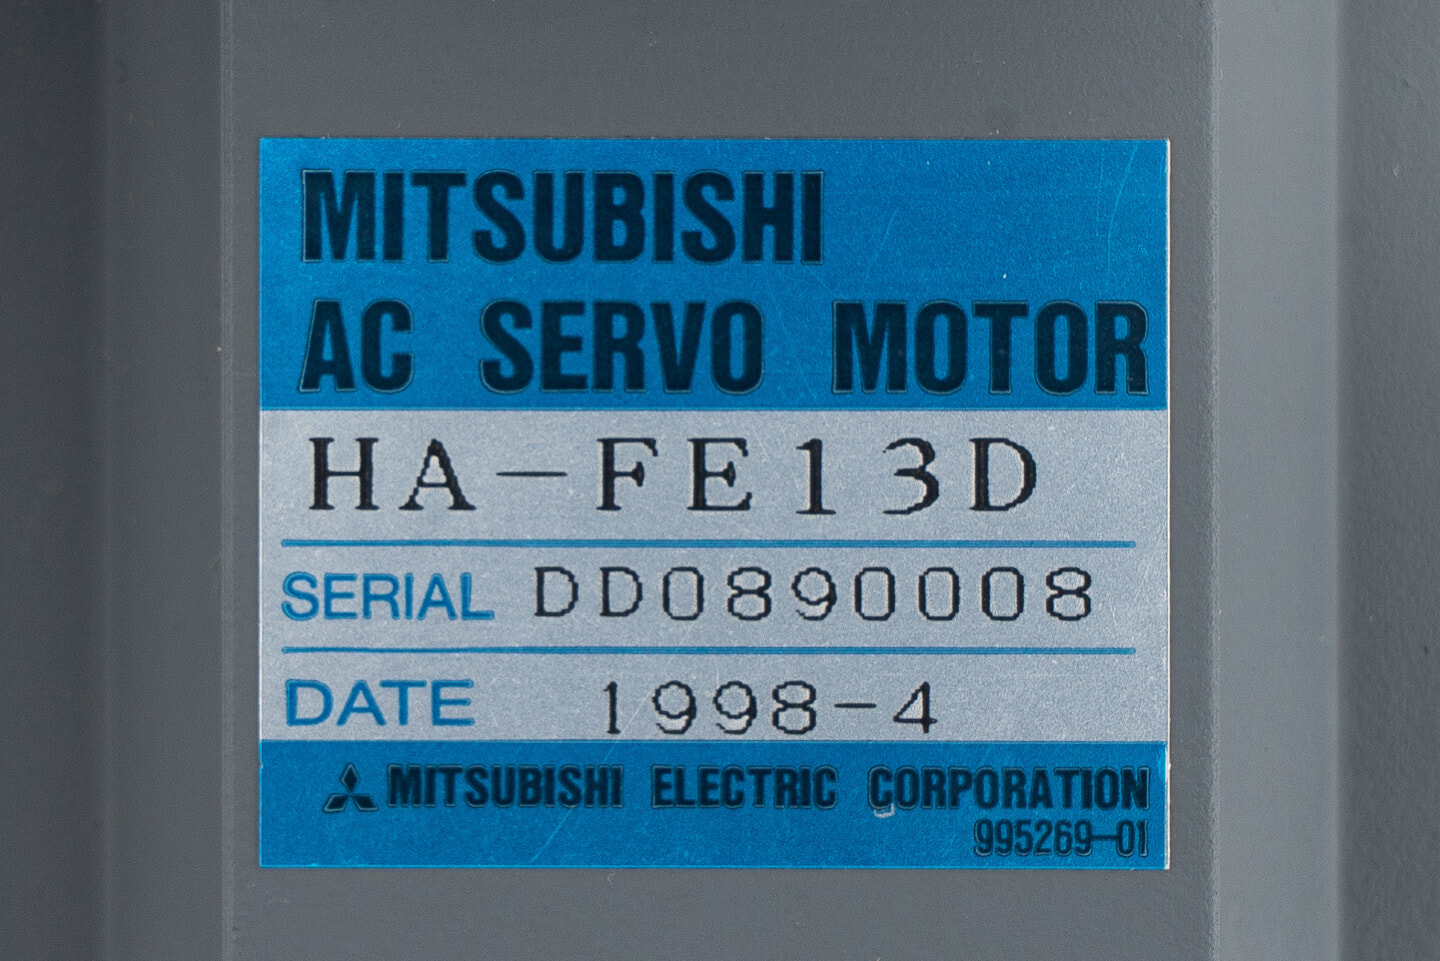 MITSUBISHI
AC SERVO MOTOR
HA-FE13D
SERIAL DD0890008
DATE 1998-4
MITSUBISHI ELECTRIC CORPORATION
995269-01